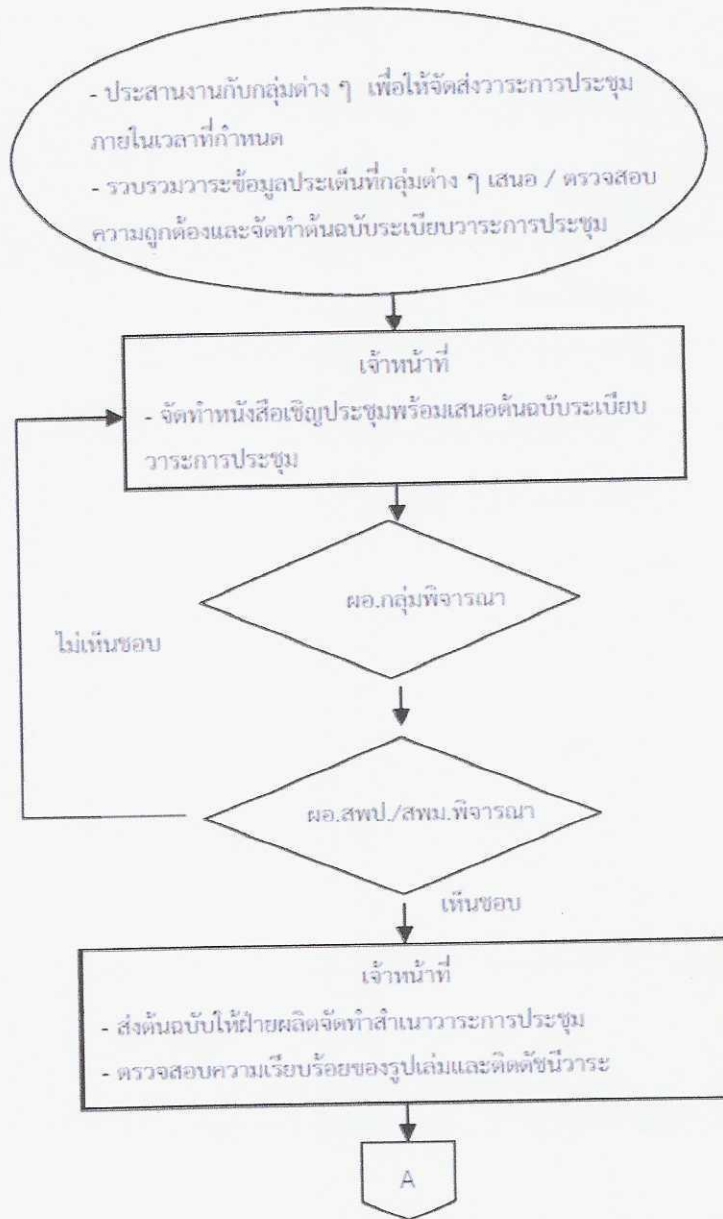 - ประสานงานกับกลุ่มต่าง ๆ เพื่อให้จัดส่งวาระการประชุม
ภายในเวลาที่กำหนด
- รวบรวมวาระข้อมูลประเด็นที่กลุ่มต่าง ๆ เสนอ / ตรวจสอบ
ความถูกต้องและจัดทำต้นฉบับระเบียบวาระการประชุม
เจ้าหน้าที่
- จัดทำหนังสือเชิญประชุมพร้อมเสนอต้นฉบับระเบียบ
วาระการประชุม
ผอ.กลุ่มพิจารณา
ไม่เห็นชอบ
ผอ.สพป./สพม.พิจารณา
เห็นชอบ
เจ้าหน้าที่
- ส่งต้นฉบับให้ฝ่ายผลิตจัดทำสำเนาวาระการประชุม
- ตรวจสอบความเรียบร้อยของรูปเล่มและติดดัชนีวาระ
A